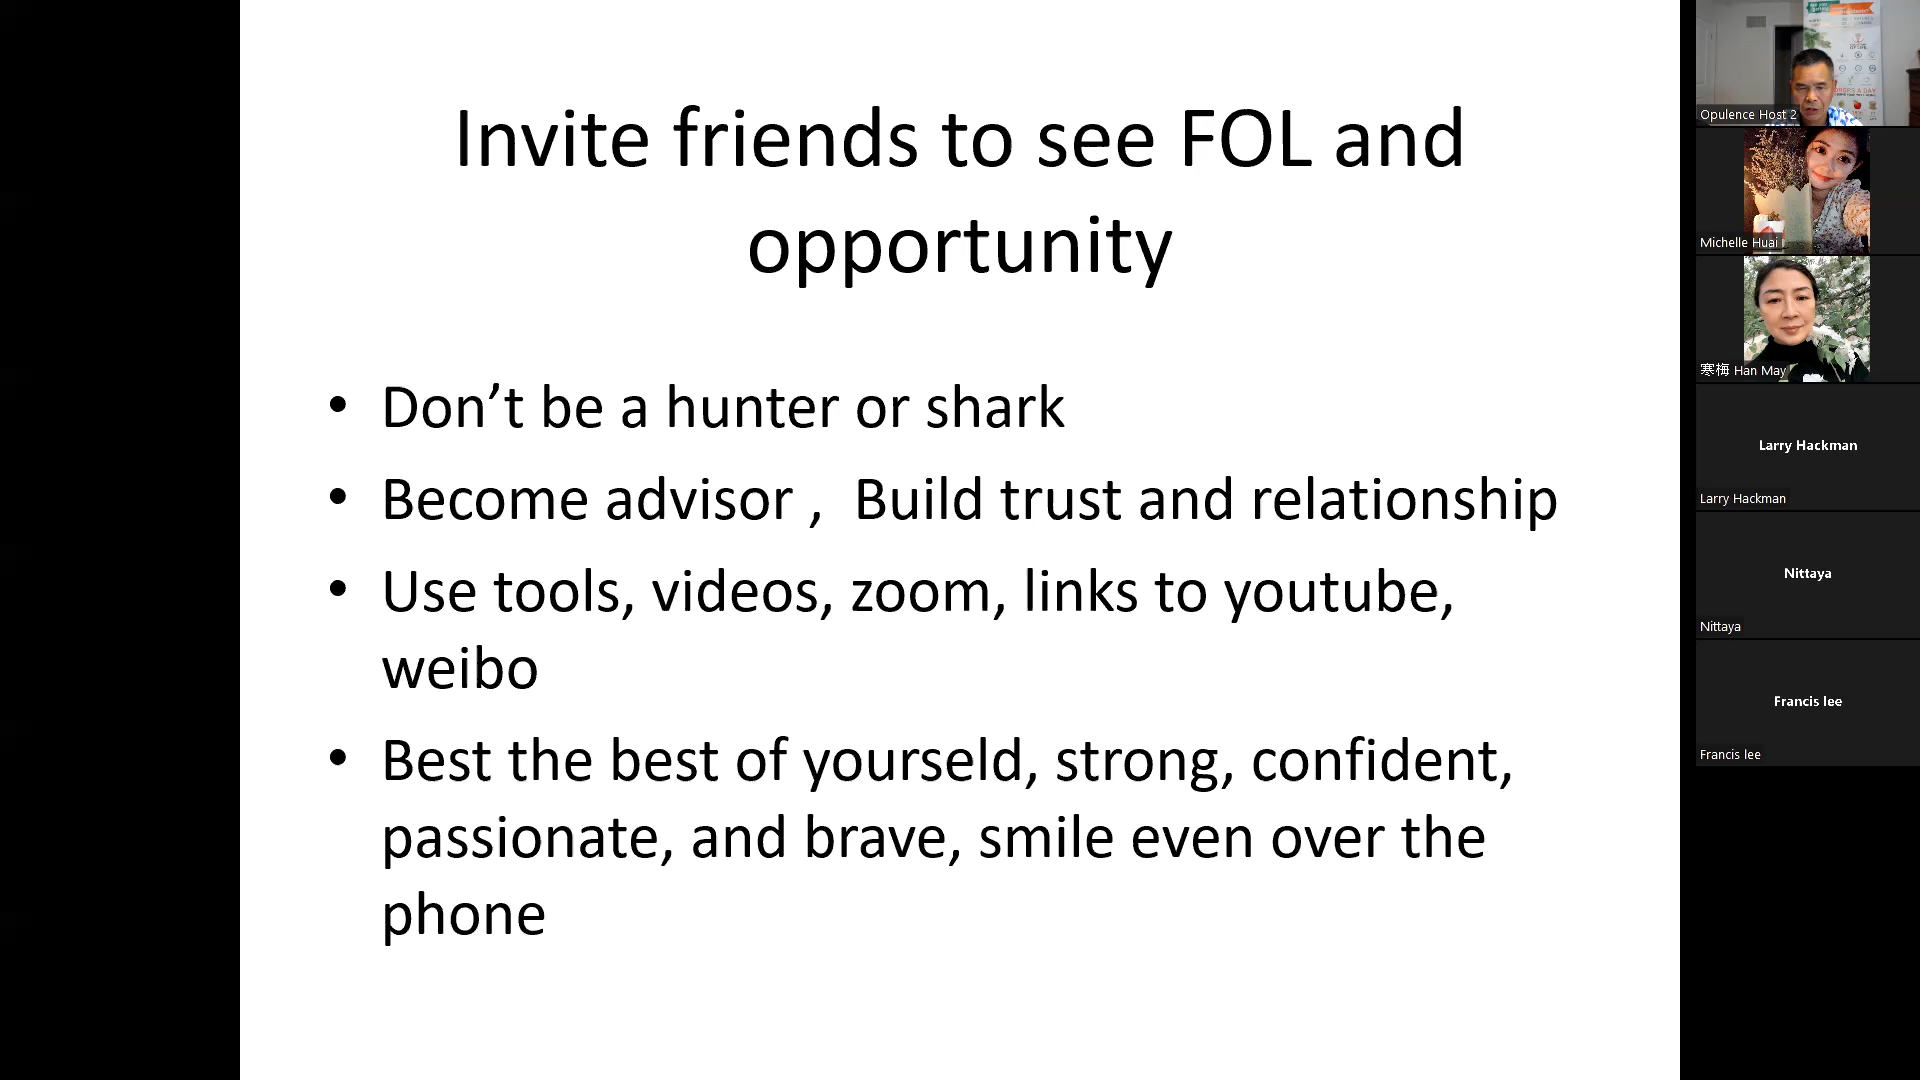 Invite friends to see FOL and
opportunity
• Don’t be a hunter or shark
• Become advisor ,  Build trust and relationship
• Use tools, videos, zoom, links to youtube,
weibo
• Best the best of yourseld, strong, confident,
passionate, and brave, smile even over the
phone
Opulence Host 2
Michelle Huai
寒梅 Han May
Larry Hackman
Larry Hackman
Nittaya
Nittaya
Francis lee
Francis lee